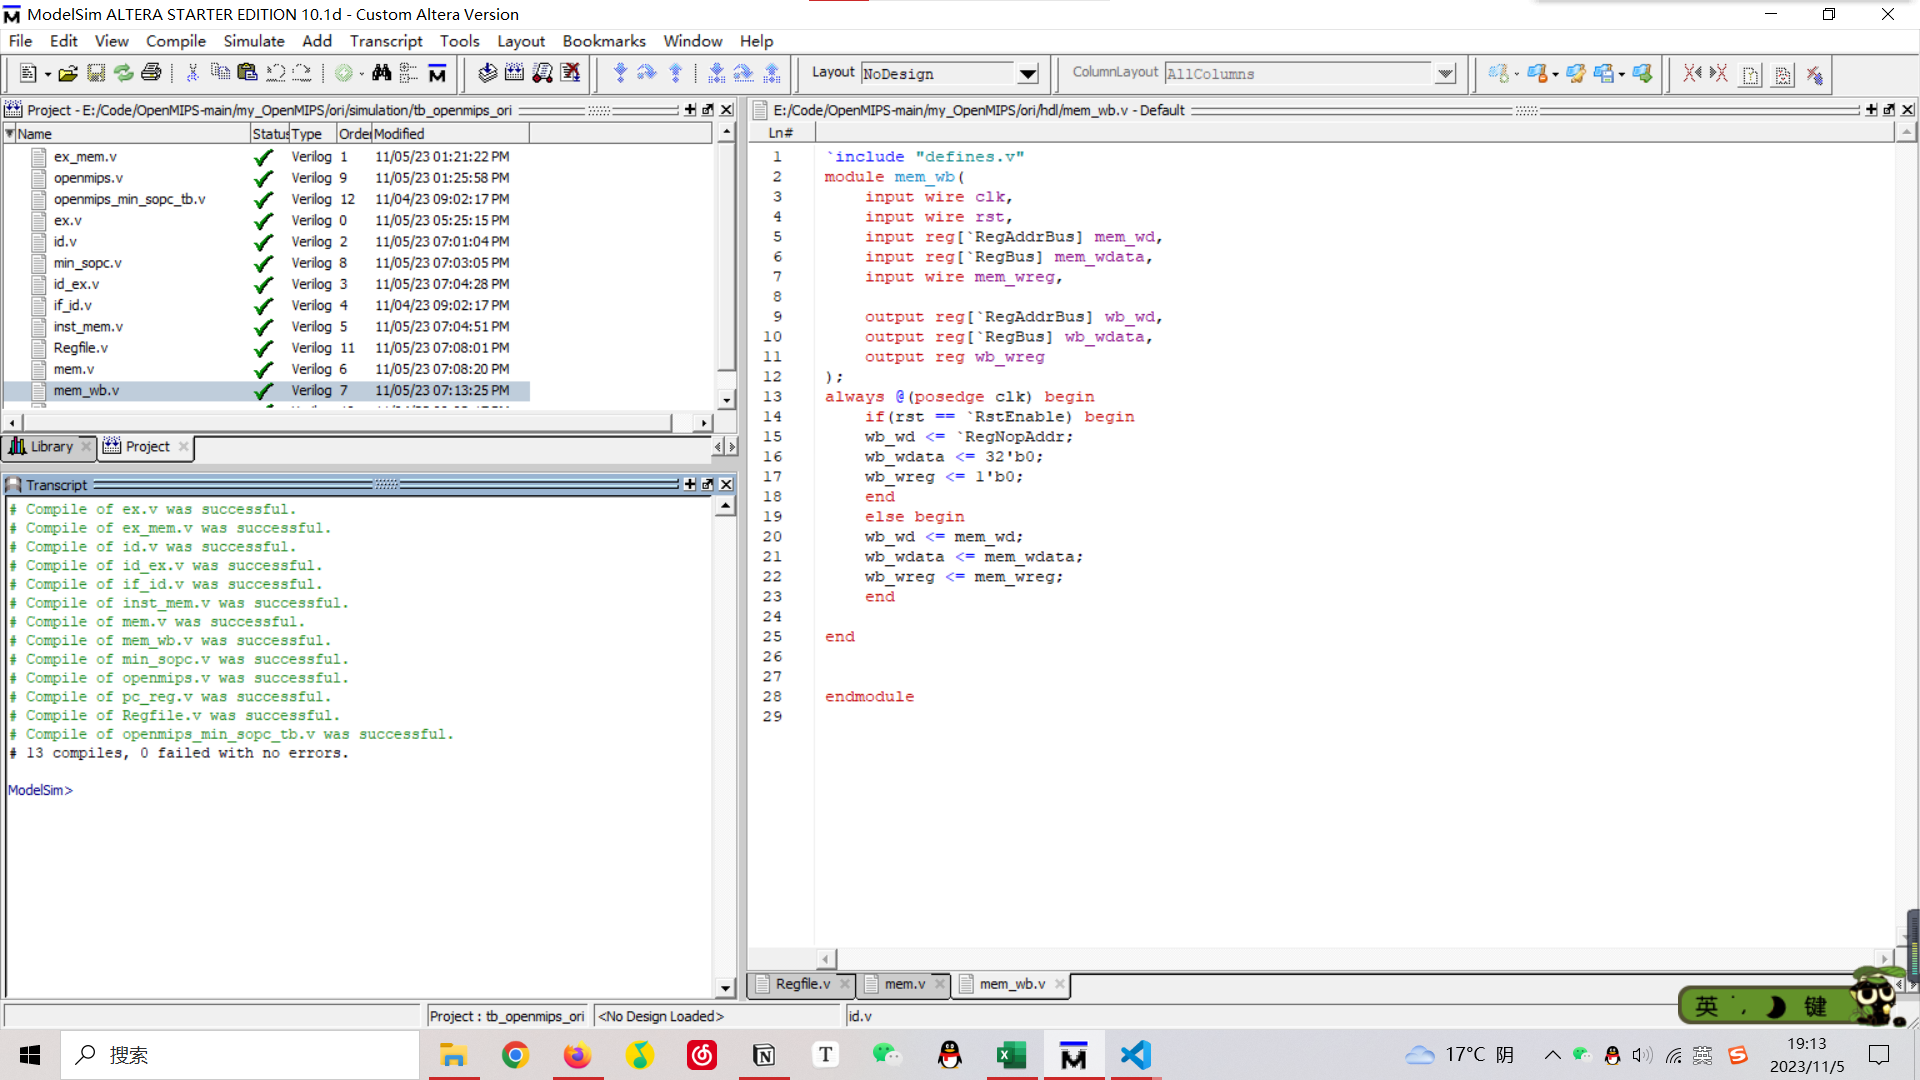 ModelSim ALTERA STARTER EDITION 10.1d - Custom Altera Version
File Edit View Compile Simulate Add Transcript Tools Layout Bookmarks Window Help
Layout NoDesign
ColumnLayout AllColumns
Project - E:/Code/OpenMIPS-main/my_OpenMIPS/ori/simulation/tb_openmips_ori
Name Status Type Order Modified
ex_mem.v Verilog 1 11/05/23 01:21:22 PM
openmips.v Verilog 9 11/05/23 01:25:58 PM
openmips_min_sopc_tb.v Verilog 12 11/04/23 09:02:17 PM
ex.v Verilog 0 11/05/23 05:25:15 PM
id.v Verilog 2 11/05/23 07:01:04 PM
min_sopc.v Verilog 8 11/05/23 07:03:05 PM
id_ex.v Verilog 3 11/05/23 07:04:28 PM
if_id.v Verilog 4 11/04/23 09:02:17 PM
inst_mem.v Verilog 5 11/05/23 07:04:51 PM
Regfile.v Verilog 11 11/05/23 07:08:01 PM
mem.v Verilog 6 11/05/23 07:08:20 PM
mem_wb.v Verilog 7 11/05/23 07:13:25 PM
Library Project
Transcript
# Compile of ex.v was successful.
# Compile of ex_mem.v was successful.
# Compile of id.v was successful.
# Compile of id_ex.v was successful.
# Compile of if_id.v was successful.
# Compile of inst_mem.v was successful.
# Compile of mem.v was successful.
# Compile of mem_wb.v was successful.
# Compile of min_sopc.v was successful.
# Compile of openmips.v was successful.
# Compile of pc_reg.v was successful.
# Compile of Regfile.v was successful.
# Compile of openmips_min_sopc_tb.v was successful.
# 13 compiles, 0 failed with no errors.
ModelSim>
E:/Code/OpenMIPS-main/my_OpenMIPS/ori/hdl/mem_wb.v - Default
Ln#
1 `include "defines.v"
2 module mem_wb(
3 input wire clk,
4 input wire rst,
5 input reg[`RegAddrBus] mem_wd,
6 input reg[`RegBus] mem_wdata,
7 input wire mem_wreg,
8
9 output reg[`RegAddrBus] wb_wd,
10 output reg[`RegBus] wb_wdata,
11 output reg wb_wreg
12 );
13 always @(posedge clk) begin
14 if(rst == `RstEnable) begin
15 wb_wd <= `RegNopAddr;
16 wb_wdata <= 32'b0;
17 wb_wreg <= 1'b0;
18 end
19 else begin
20 wb_wd <= mem_wd;
21 wb_wdata <= mem_wdata;
22 wb_wreg <= mem_wreg;
23 end
24
25 end
26
27
28 endmodule
29
Regfile.v mem.v mem_wb.v
Project : tb_openmips_ori <No Design Loaded> id.v
英 键
搜索
17°C 阴
英
19:13
2023/11/5